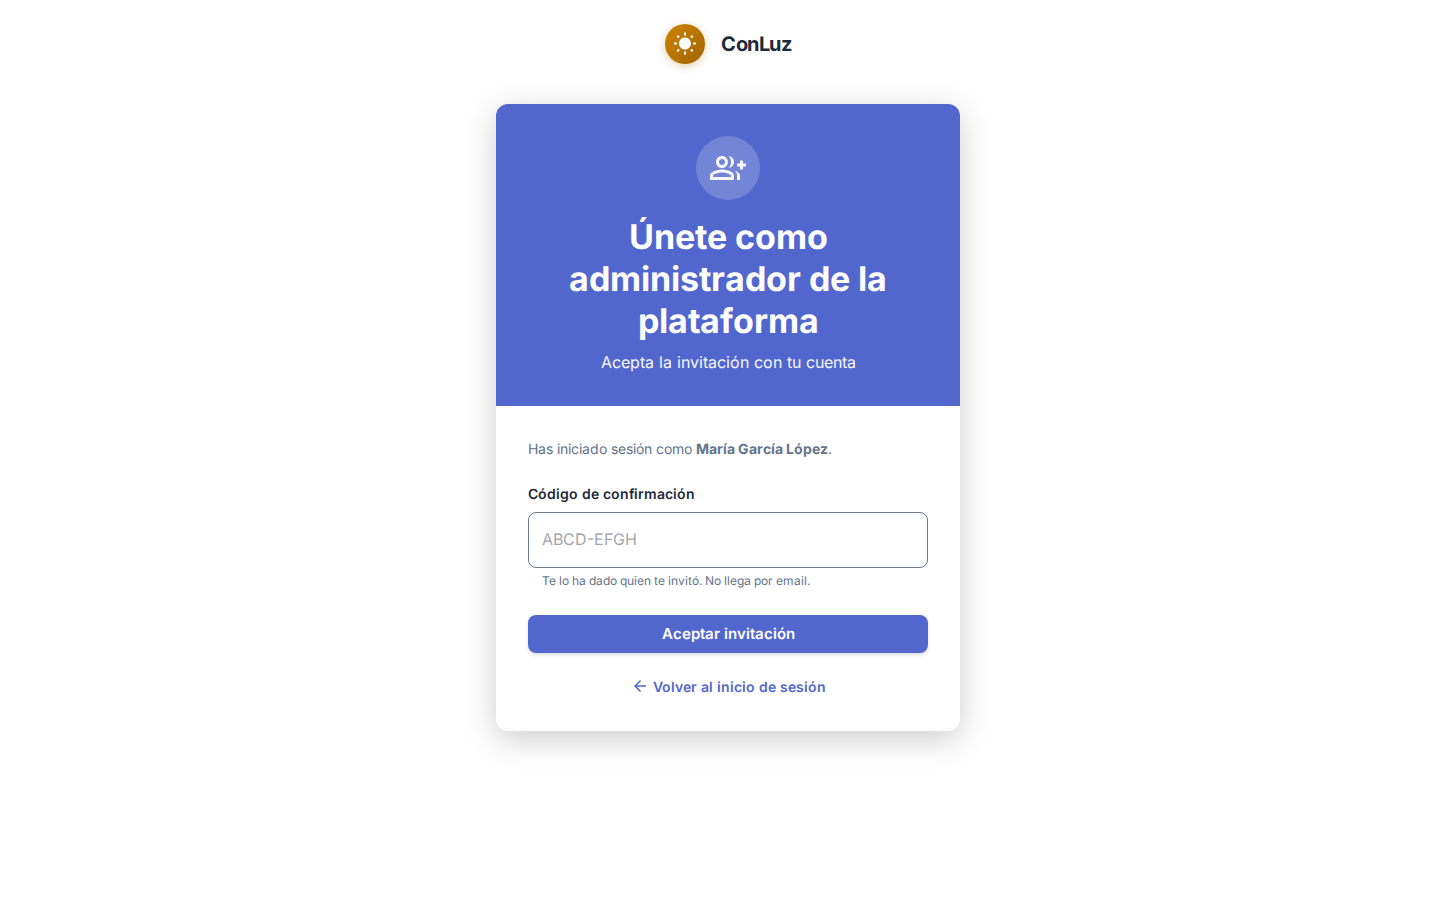 ConLuz
Únete como
administrador de la
plataforma
Acepta la invitación con tu cuenta
Has iniciado sesión como María García López.
Código de confirmación
ABCD-EFGH
Te lo ha dado quien te invitó. No llega por email.
Aceptar invitación
Volver al inicio de sesión